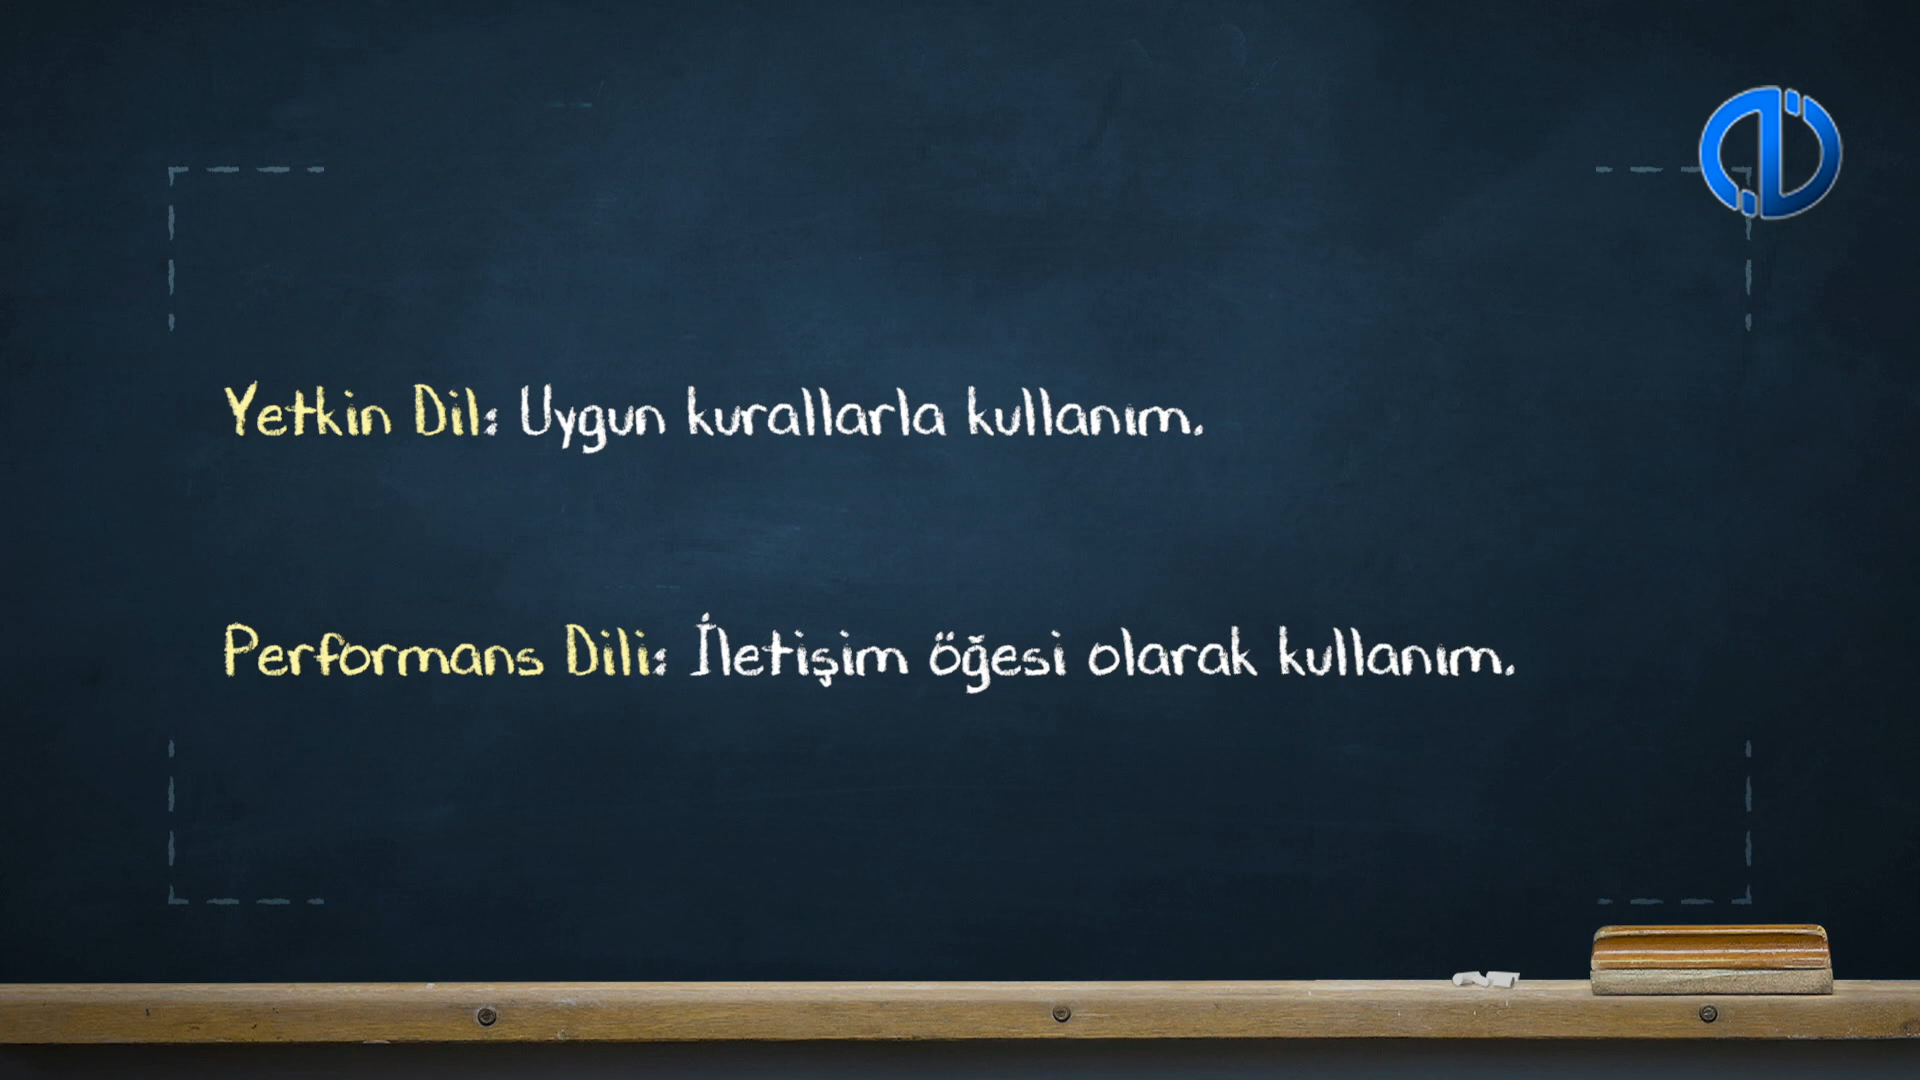 Yetkin Dil: Uygun kurallarla kullanım.
Performans Dili: İletişim öğesi olarak kullanım.